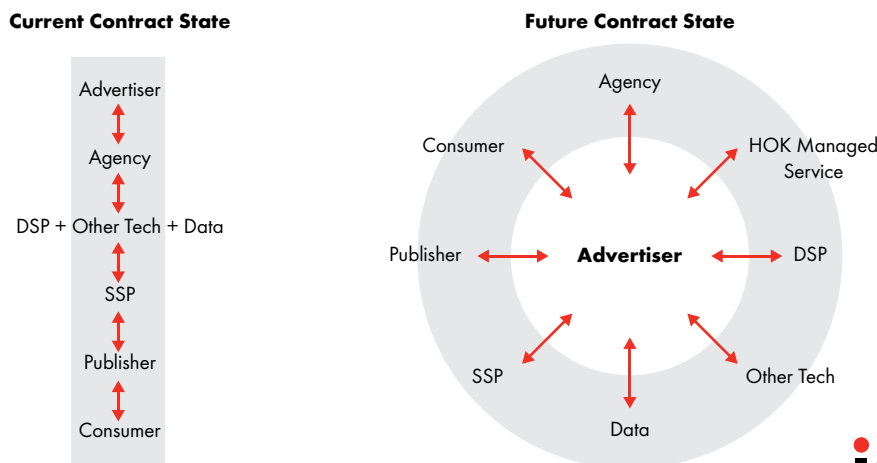 Current Contract State
Advertiser
Agency
DSP + Other Tech + Data
SSP
Publisher
Consumer
Future Contract State
Agency
HOK Managed
Service
DSP
Other Tech
Data
SSP
Publisher
Consumer
Advertiser